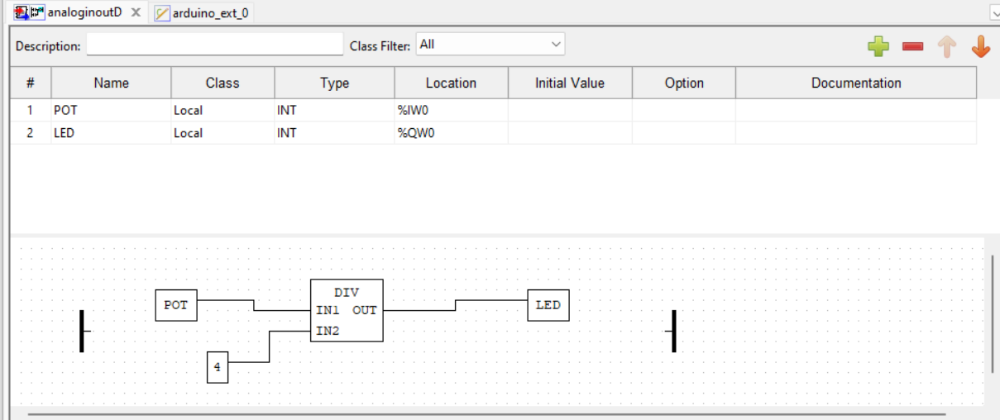 analoginoutD arduino_ext_0
Description: Class Filter: All
# Name Class Type Location Initial Value Option Documentation
1 POT Local INT %IW0
2 LED Local INT %QW0
DIV
POT IN1 OUT LED
IN2
4